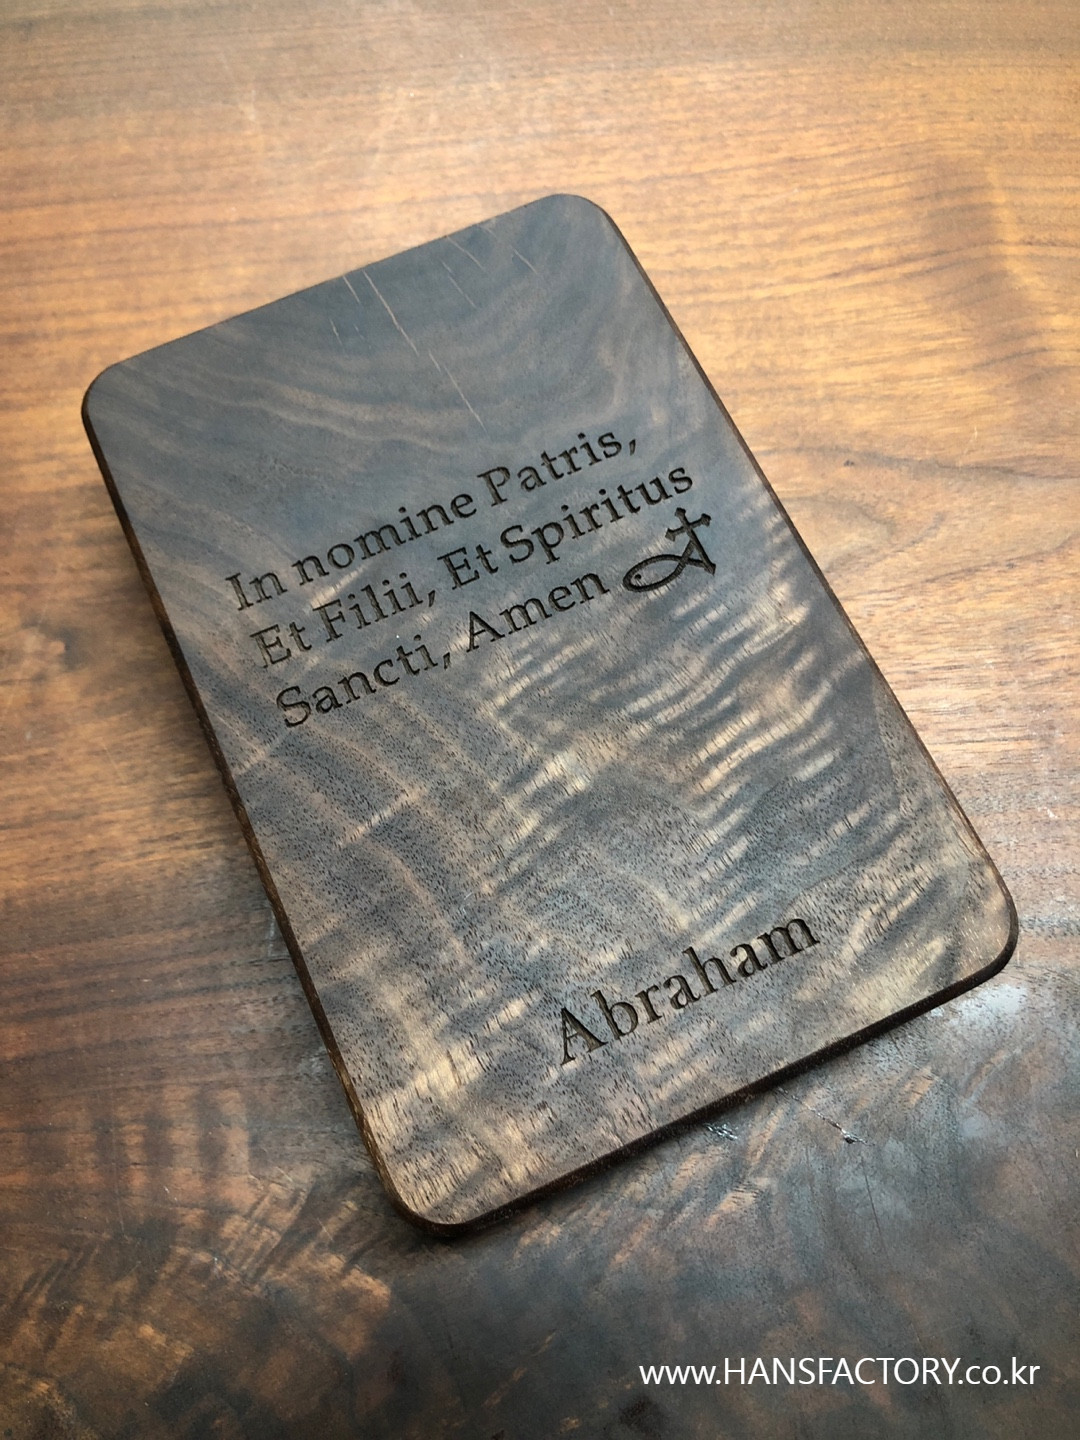 In nomine Patris,
Et Filii, Et Spiritus
Sancti, Amen
Abraham
www.HANSFACTORY.co.kr